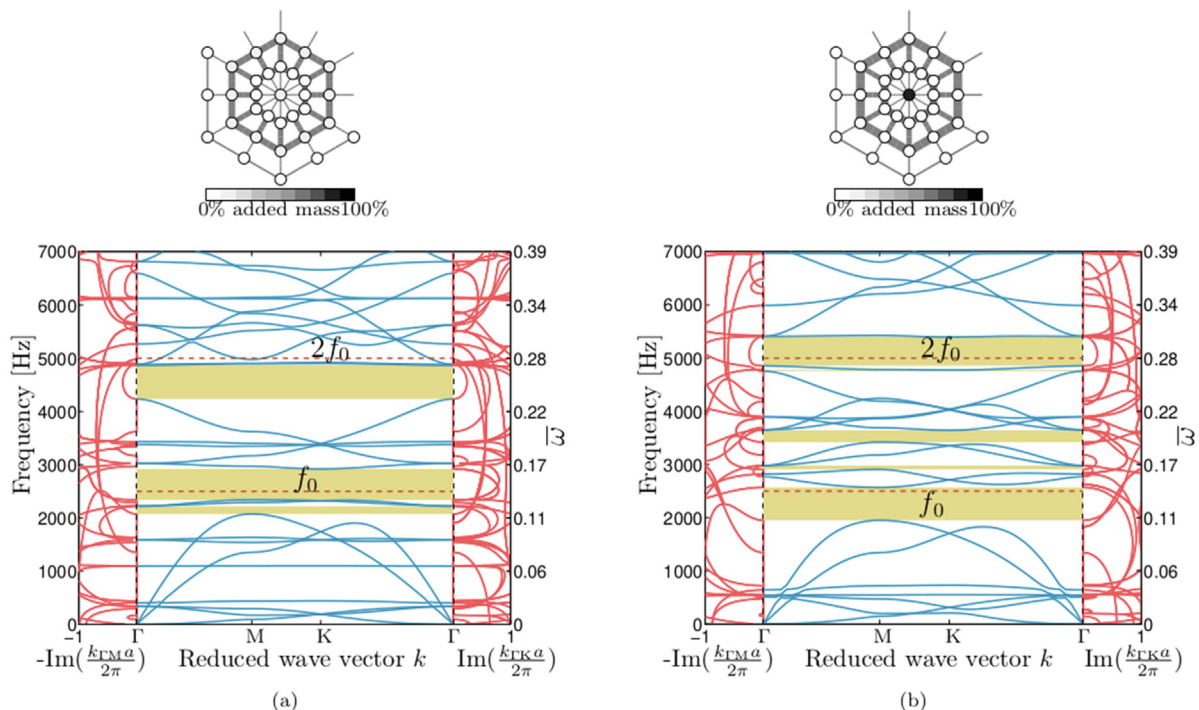 0% added mass100%
0% added mass100%
7000
6000
5000
4000
3000
2000
1000
0
Frequency [Hz]
2f₀
f₀
0.39
0.34
0.28
0.22
0.17
0.11
0.06
0
ω̅
−1 Γ M K Γ 1
-Im(k_ΓM a/2π) Reduced wave vector k Im(k_ΓK a/2π)
(a)
7000
6000
5000
4000
3000
2000
1000
0
Frequency [Hz]
2f₀
f₀
0.39
0.34
0.28
0.22
0.17
0.11
0.06
0
ω̅
−1 Γ M K Γ 1
-Im(k_ΓM a/2π) Reduced wave vector k Im(k_ΓK a/2π)
(b)